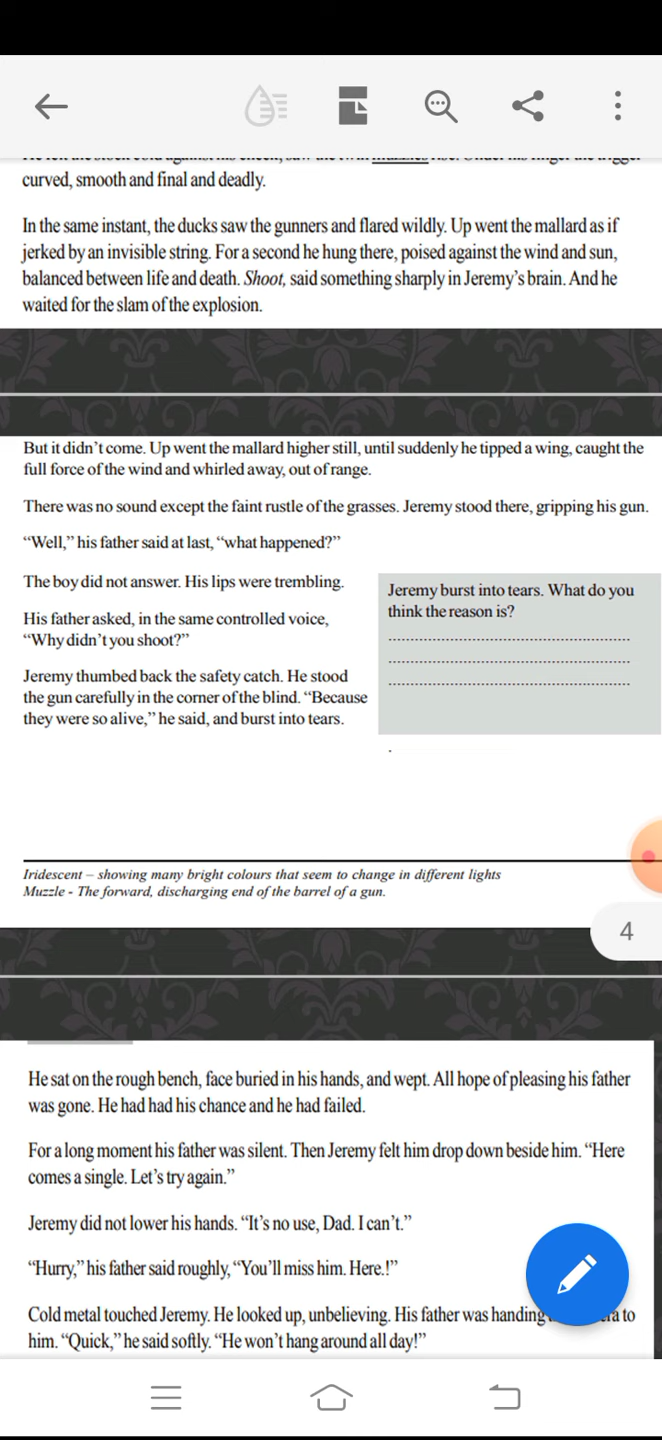 curved, smooth and final and deadly.
In the same instant, the ducks saw the gunners and flared wildly. Up went the mallard as if
jerked by an invisible string. For a second he hung there, poised against the wind and sun,
balanced between life and death. Shoot, said something sharply in Jeremy's brain. And he
waited for the slam of the explosion.
But it didn't come. Up went the mallard higher still, until suddenly he tipped a wing, caught the
full force of the wind and whirled away, out of range.
There was no sound except the faint rustle of the grasses. Jeremy stood there, gripping his gun.
“Well,” his father said at last, “what happened?”
The boy did not answer. His lips were trembling.
His father asked, in the same controlled voice,
“Why didn't you shoot?”
Jeremy thumbed back the safety catch. He stood
the gun carefully in the corner of the blind. “Because
they were so alive,” he said, and burst into tears.
Jeremy burst into tears. What do you
think the reason is?
Iridescent – showing many bright colours that seem to change in different lights
Muzzle - The forward, discharging end of the barrel of a gun.
4
He sat on the rough bench, face buried in his hands, and wept. All hope of pleasing his father
was gone. He had had his chance and he had failed.
For a long moment his father was silent. Then Jeremy felt him drop down beside him. “Here
comes a single. Let's try again.”
Jeremy did not lower his hands. “It's no use, Dad. I can't.”
“Hurry,” his father said roughly, “You'll miss him. Here.!”
Cold metal touched Jeremy. He looked up, unbelieving. His father was handing to
him. “Quick,” he said softly. “He won't hang around all day!”